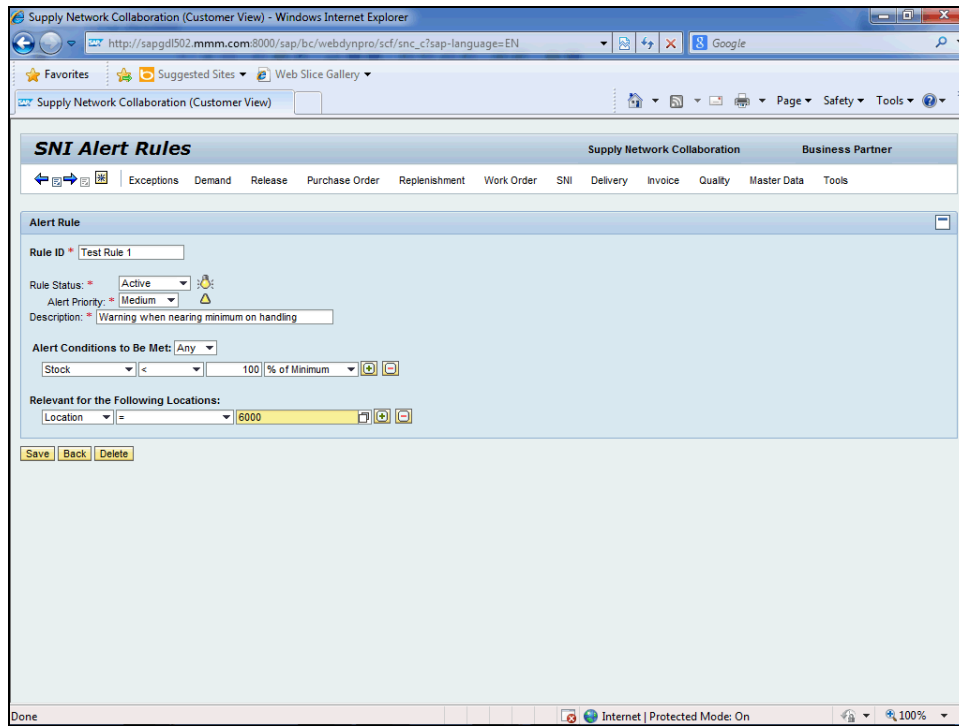 Supply Network Collaboration (Customer View) - Windows Internet Explorer
http://sapgdl502.mmm.com:8000/sap/bc/webdynpro/scf/snc_c?sap-language=EN
Google
Favorites Suggested Sites Web Slice Gallery
Supply Network Collaboration (Customer View) Page Safety Tools
SNI Alert Rules Supply Network Collaboration Business Partner
Exceptions Demand Release Purchase Order Replenishment Work Order SNI Delivery Invoice Quality Master Data Tools
Alert Rule
Rule ID * Test Rule 1
Rule Status: * Active
Alert Priority: * Medium
Description: * Warning when nearing minimum on handling
Alert Conditions to Be Met: Any
Stock < 100 % of Minimum
Relevant for the Following Locations:
Location = 6000
Save Back Delete
Done Internet | Protected Mode: On 100%